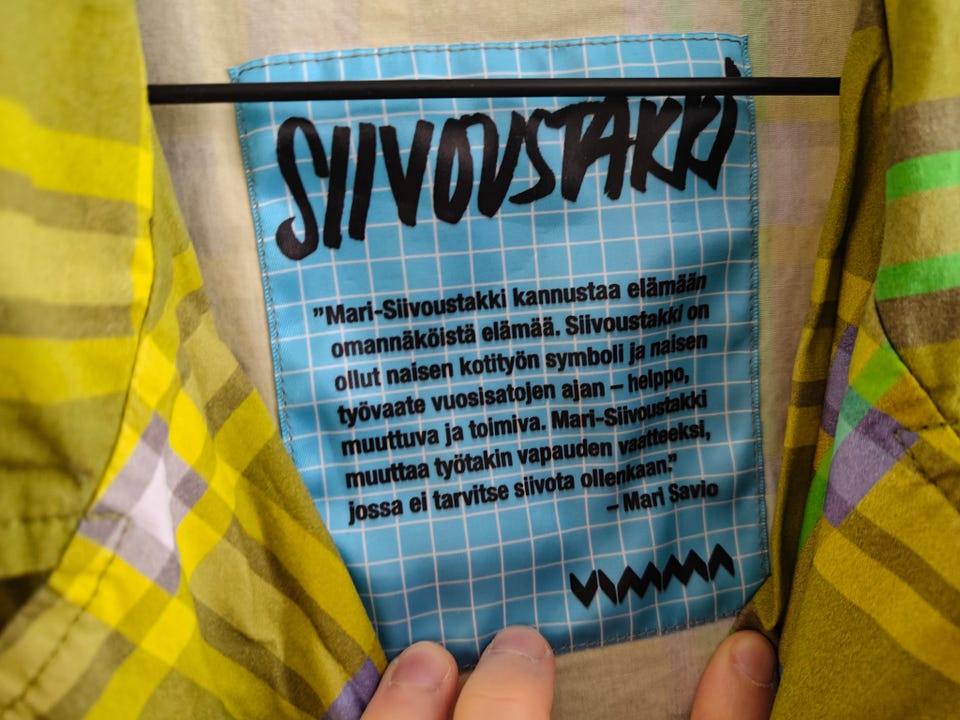 SIIVOUSTAKKI
”Mari-Siivoustakki kannustaa elämään
omannäköistä elämää. Siivoustakki on
ollut naisen kotityön symboli ja naisen
työvaate vuosisatojen ajan – helppo,
muuttuva ja toimiva. Mari-Siivoustakki
muuttaa työtakin vapauden vaatteeksi,
jossa ei tarvitse siivota ollenkaan.”
– Mari Savio
VIMMA